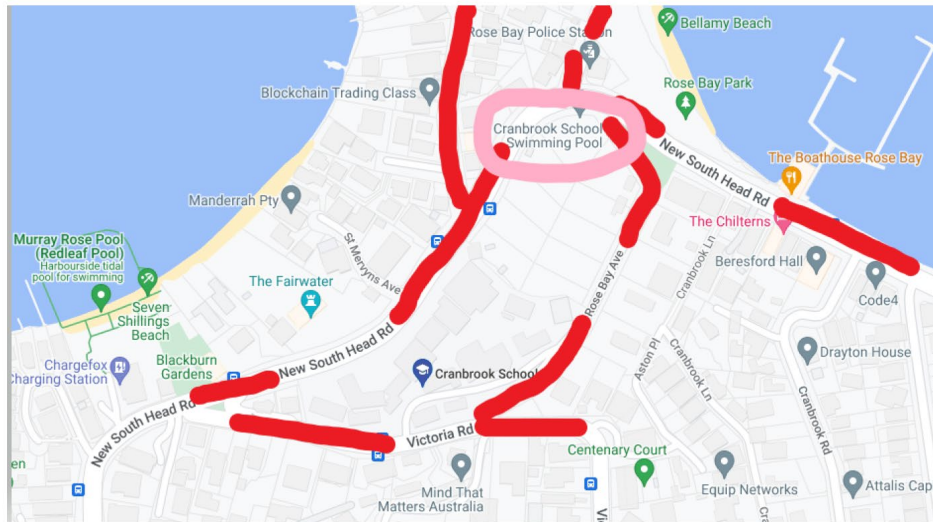 Bellamy Beach
Rose Bay Police Station
Blockchain Trading Class
Rose Bay Park
Cranbrook School
Swimming Pool
New South Head Rd
The Boathouse Rose Bay
Manderrah Pty
The Chilterns
Murray Rose Pool
(Redleaf Pool)
Harbourside tidal
pool for swimming
St Mervyns Ave
Cranbrook Ln
Beresford Hall
The Fairwater
Rose Bay Ave
Code4
Seven
Shillings
Beach
New South Head Rd
Aston Pl
Drayton House
Chargefox
Charging Station
Blackburn
Gardens
Cranbrook School
Cranbrook Ln
New South Head Rd
Victoria Rd
Cranbrook Rd
Centenary Court
Mind That
Matters Australia
Equip Networks
Attalis Cap